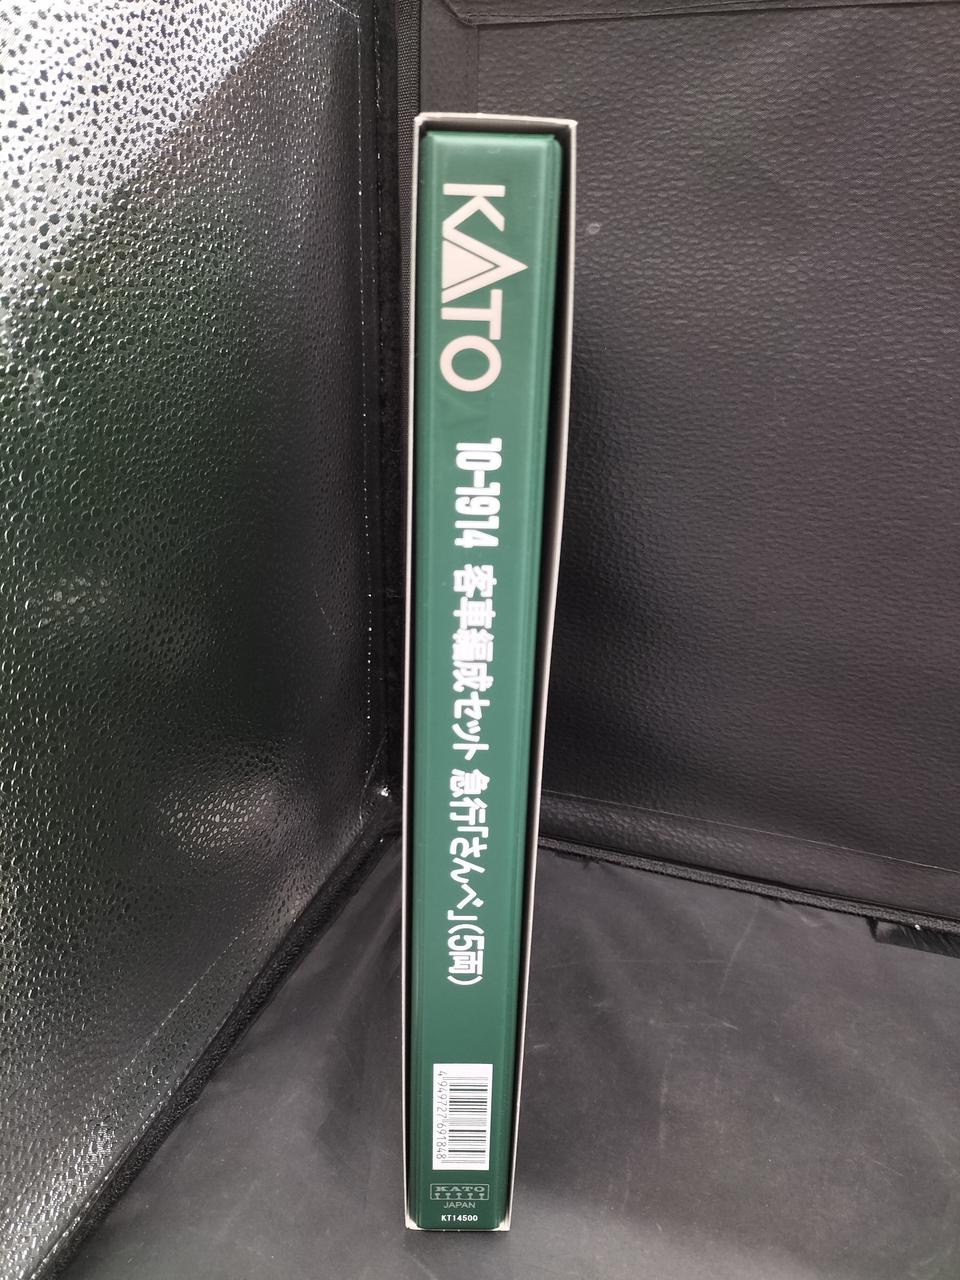 KATO
10-1914 客車編成セット 急行「さんべ」(5両)
4949727691848
KATO
JAPAN
KT14500